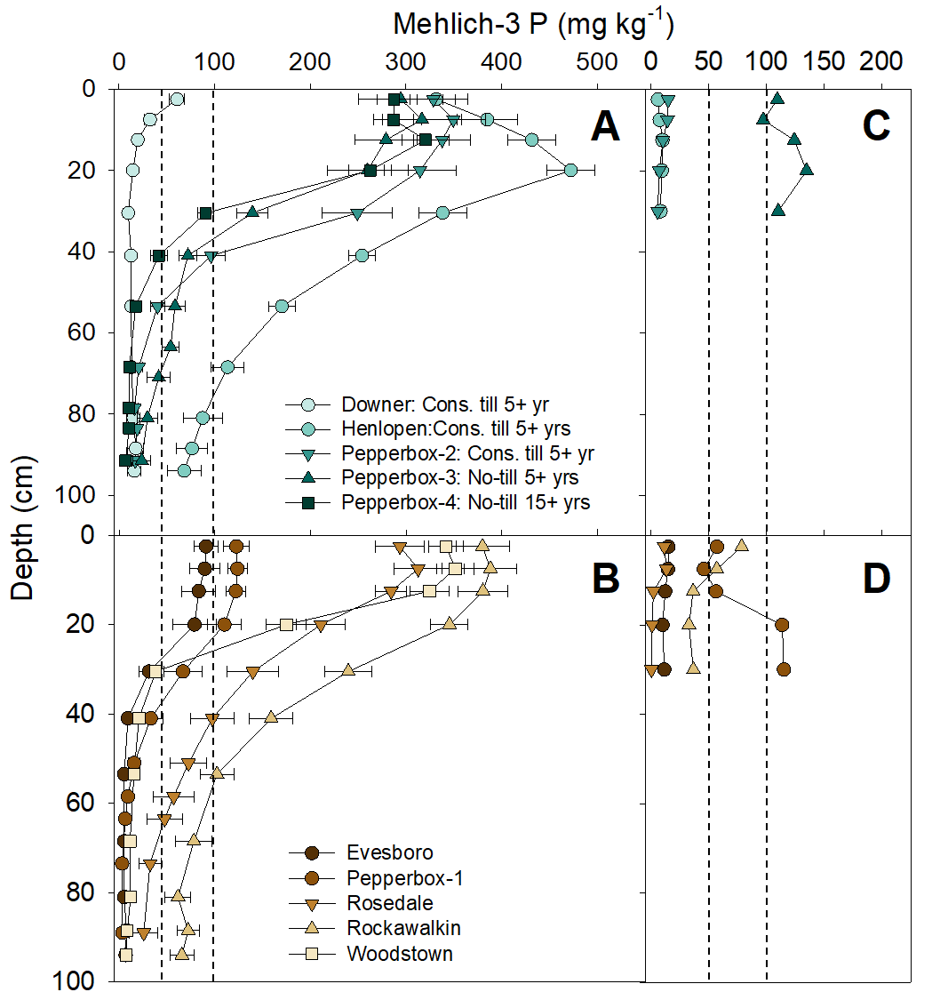 Mehlich-3 P (mg kg-1)
0 100 200 300 400 500
0 50 100 150 200
Depth (cm)
0
20
40
60
80
100
A
C
Downer: Cons. till 5+ yr
Henlopen:Cons. till 5+ yrs
Pepperbox-2: Cons. till 5+ yr
Pepperbox-3: No-till 5+ yrs
Pepperbox-4: No-till 15+ yrs
0
20
40
60
80
100
B
D
Evesboro
Pepperbox-1
Rosedale
Rockawalkin
Woodstown